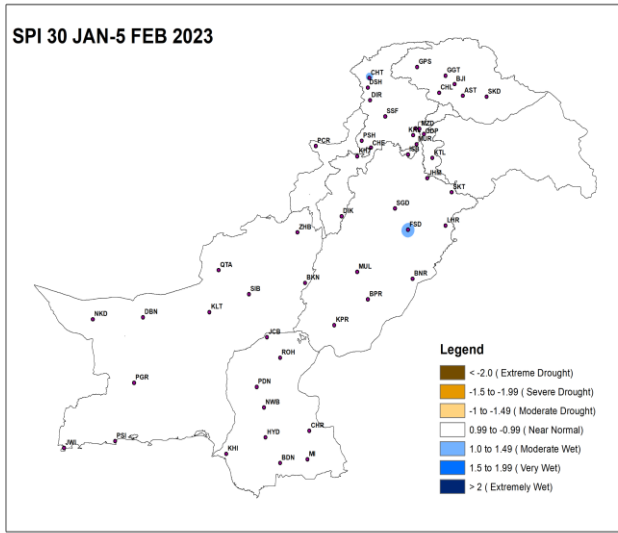 SPI 30 JAN-5 FEB 2023
GPS
CHT
GGT
DSH
BJI
CHL
AST
SKD
DIR
SSF
MZD
MUR
PSH
CHE
PCR
KTL
JHM
SKT
SGD
DIK
FSD
LHR
ZHB
QTA
MUL
BKN
BNR
SIB
BPR
KLT
NKD
DBN
KPR
JCB
ROH
PGR
PDN
NWB
CHR
HYD
PSI
JWL
KHI
BDN
MI
Legend
< -2.0 ( Extreme Drought)
-1.5 to -1.99 ( Severe Drought)
-1 to -1.49 ( Moderate Drought)
0.99 to -0.99 ( Near Normal)
1.0 to 1.49 ( Moderate Wet)
1.5 to 1.99 ( Very Wet)
> 2 ( Extremely Wet)